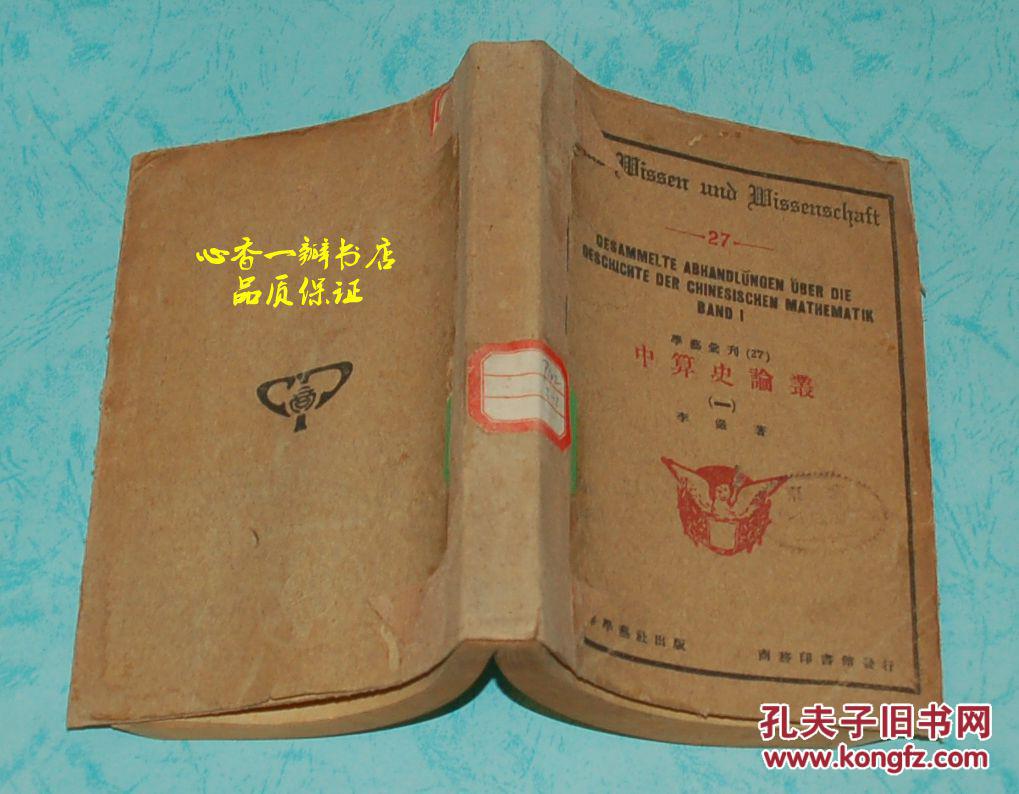 心香一瓣书店
品质保证
Wissen und Wissenschaft
27
GESAMMELTE ABHANDLŬNGEN ÜBER DIE
GESCHICHTE DER CHINESISCHEN MATHEMATIK
BAND I
學藝彙刊(27)
中算史論叢
(一)
李儼著
學藝社出版
商務印書館發行
孔夫子旧书网
www.kongfz.com